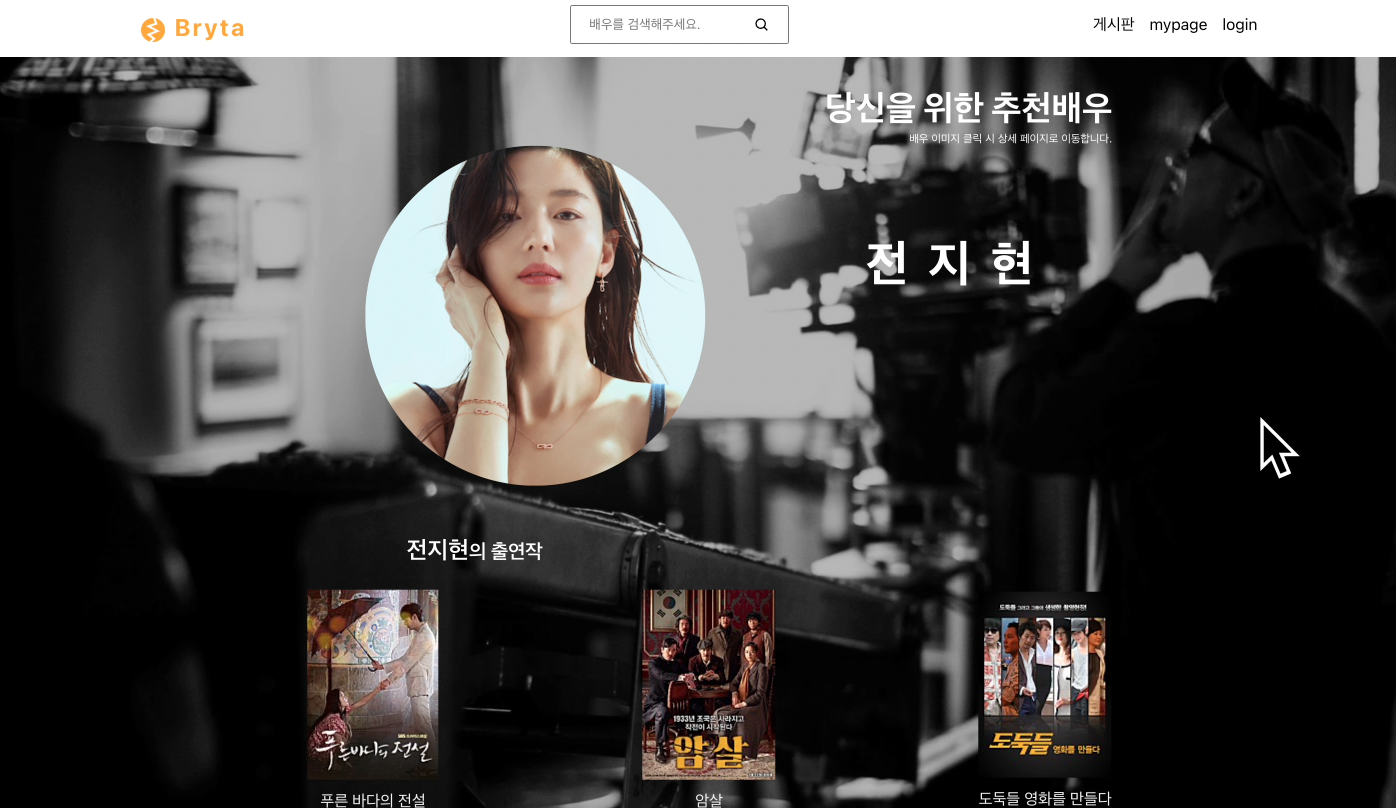 Bryta
배우를 검색해주세요.
게시판 mypage login
당신을 위한 추천배우
배우 이미지 클릭 시 상세 페이지로 이동합니다.
전 지 현
전지현의 출연작
SBS
푸른 바다의 전설
1933년 조국은 사라지고
작전이 시작된다
암살
도둑들
영화를 만들다
푸른 바다의 전설
암살
도둑들 영화를 만들다